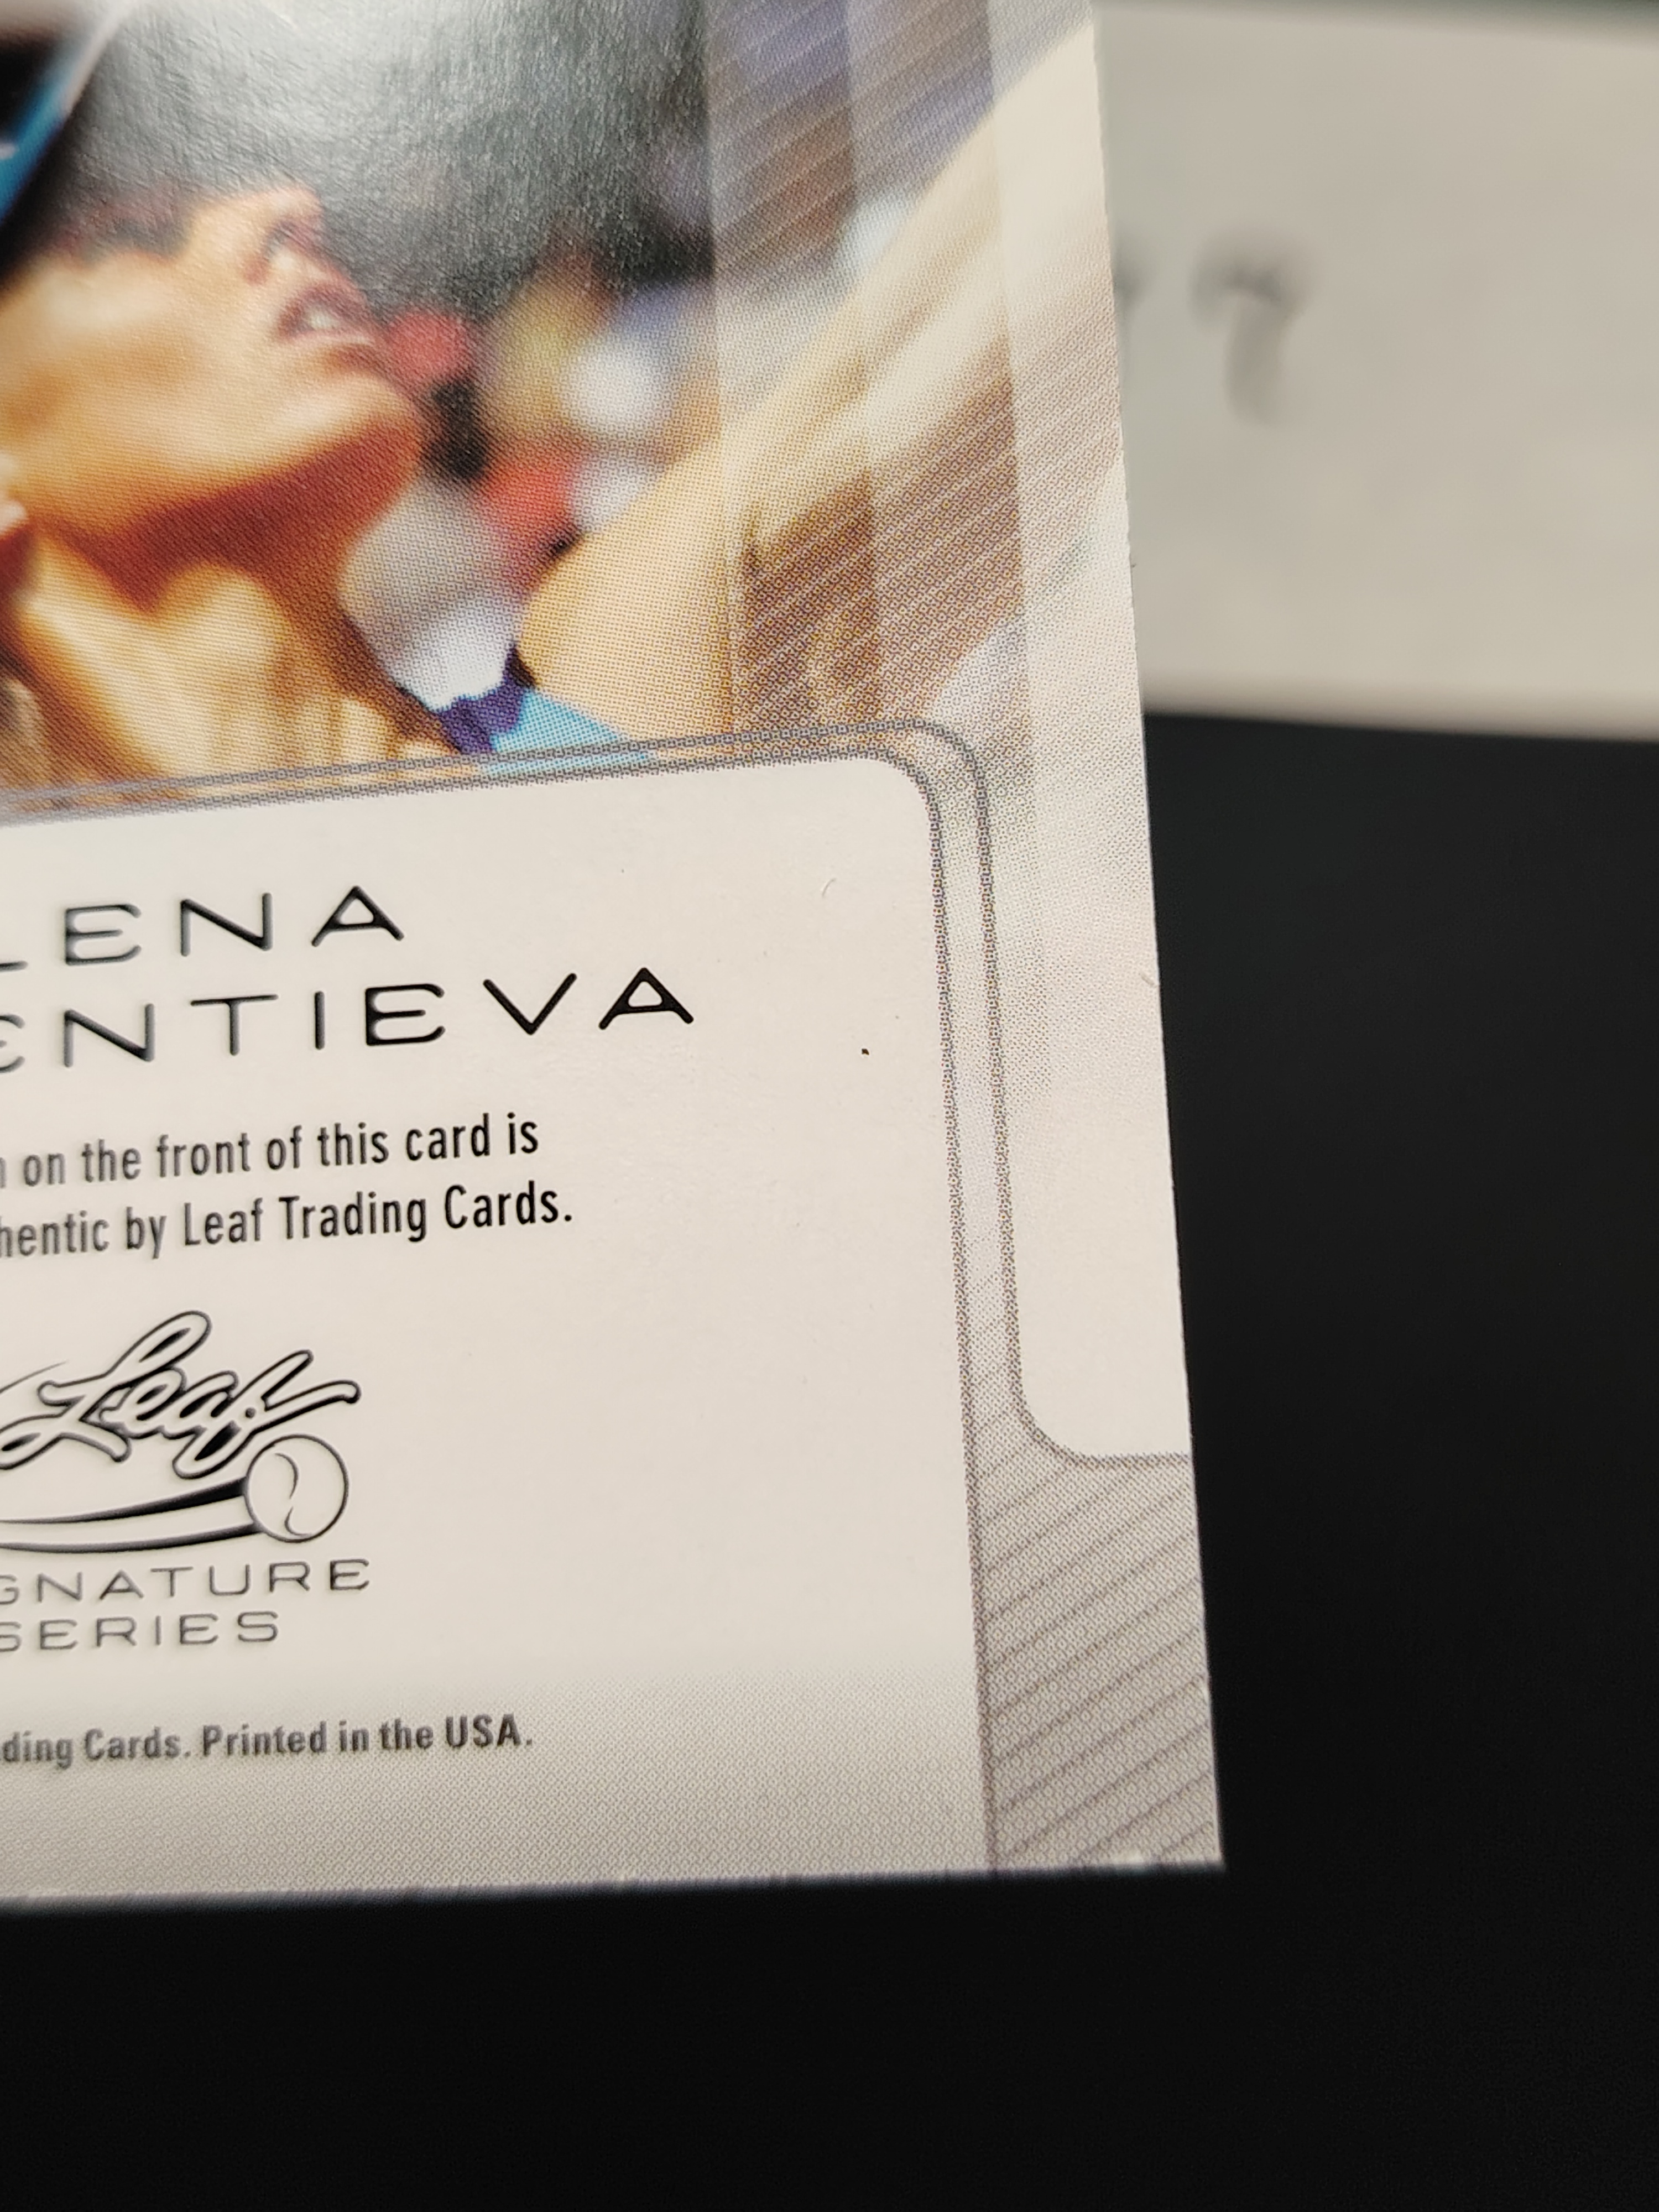 LENA
ENTIEVA
on the front of this card is
hentic by Leaf Trading Cards.
Leaf
GNATURE
SERIES
ding Cards. Printed in the USA.